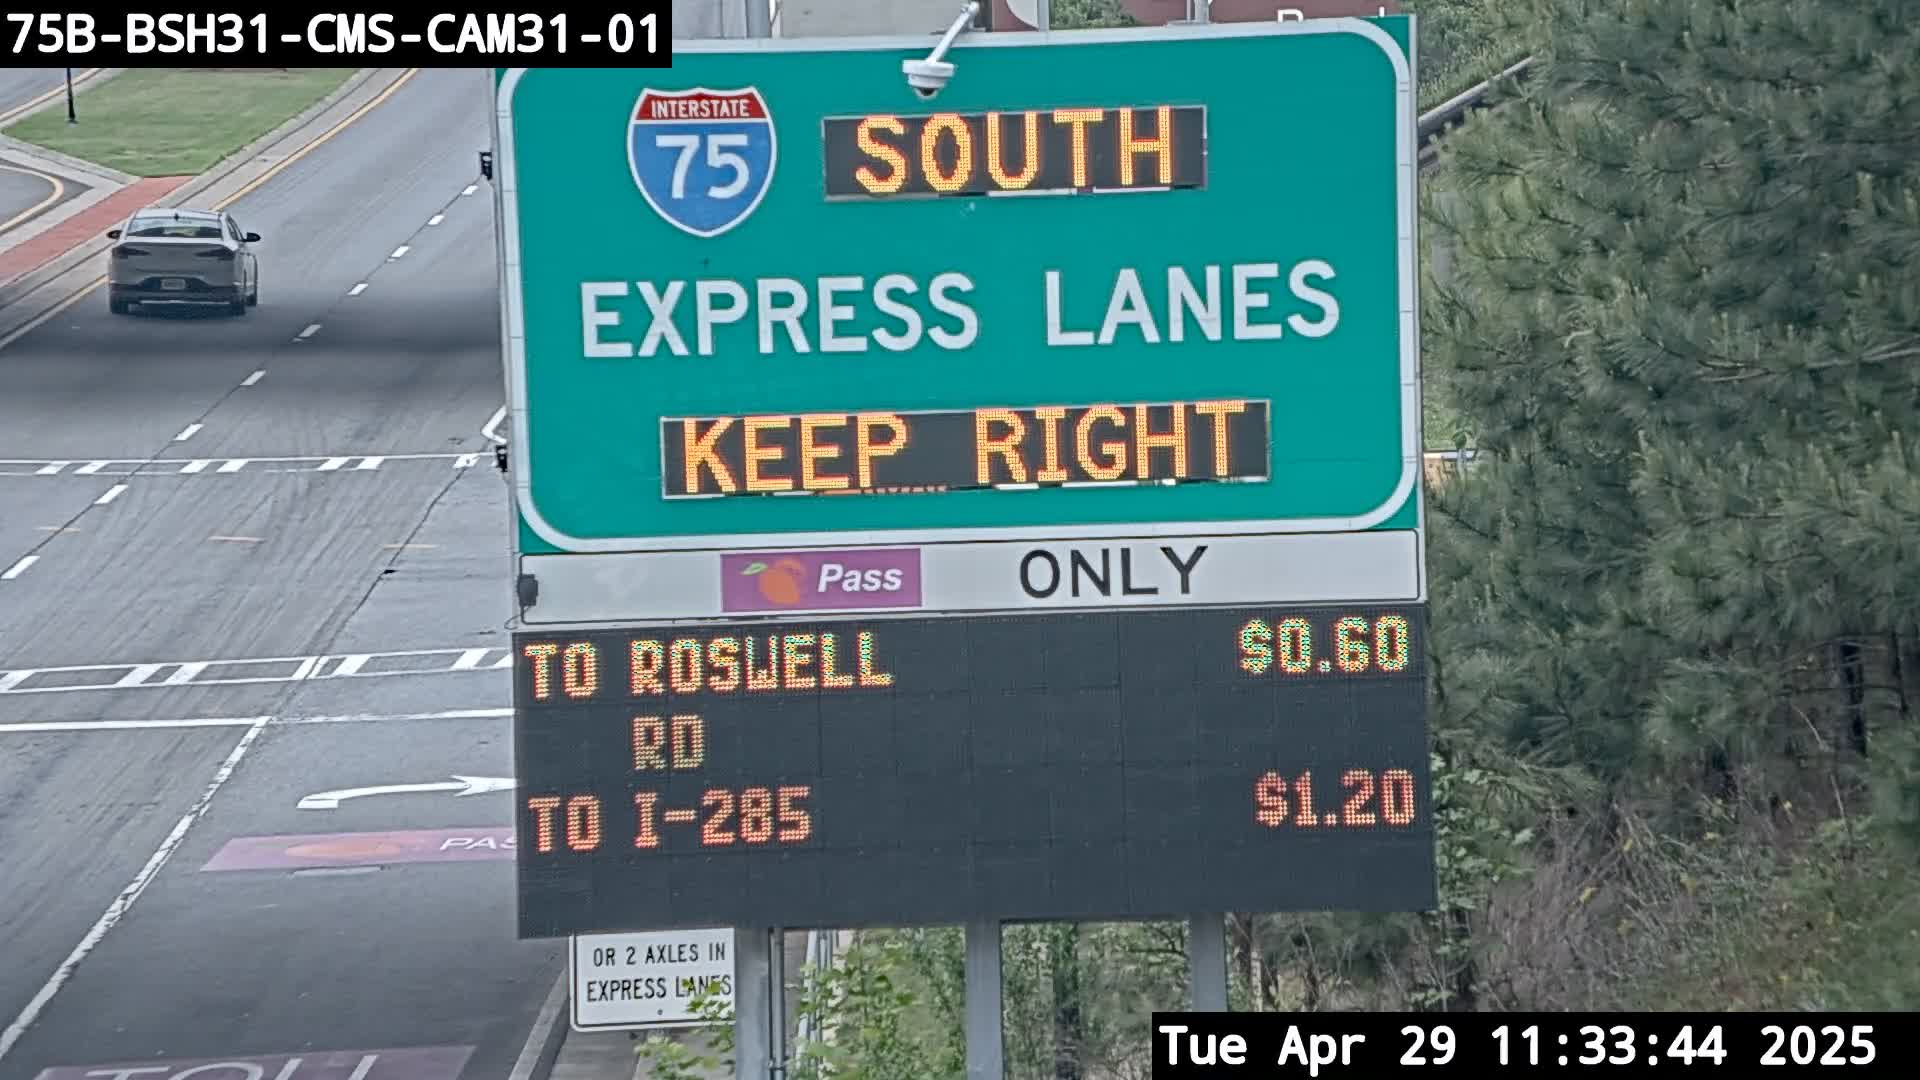 75B-BSH31-CMS-CAM31-01
INTERSTATE
75
SOUTH
EXPRESS LANES
KEEP RIGHT
Pass ONLY
TO ROSWELL $0.60
RD
TO I-285 $1.20
OR 2 AXLES IN
EXPRESS LANES
Tue Apr 29 11:33:44 2025